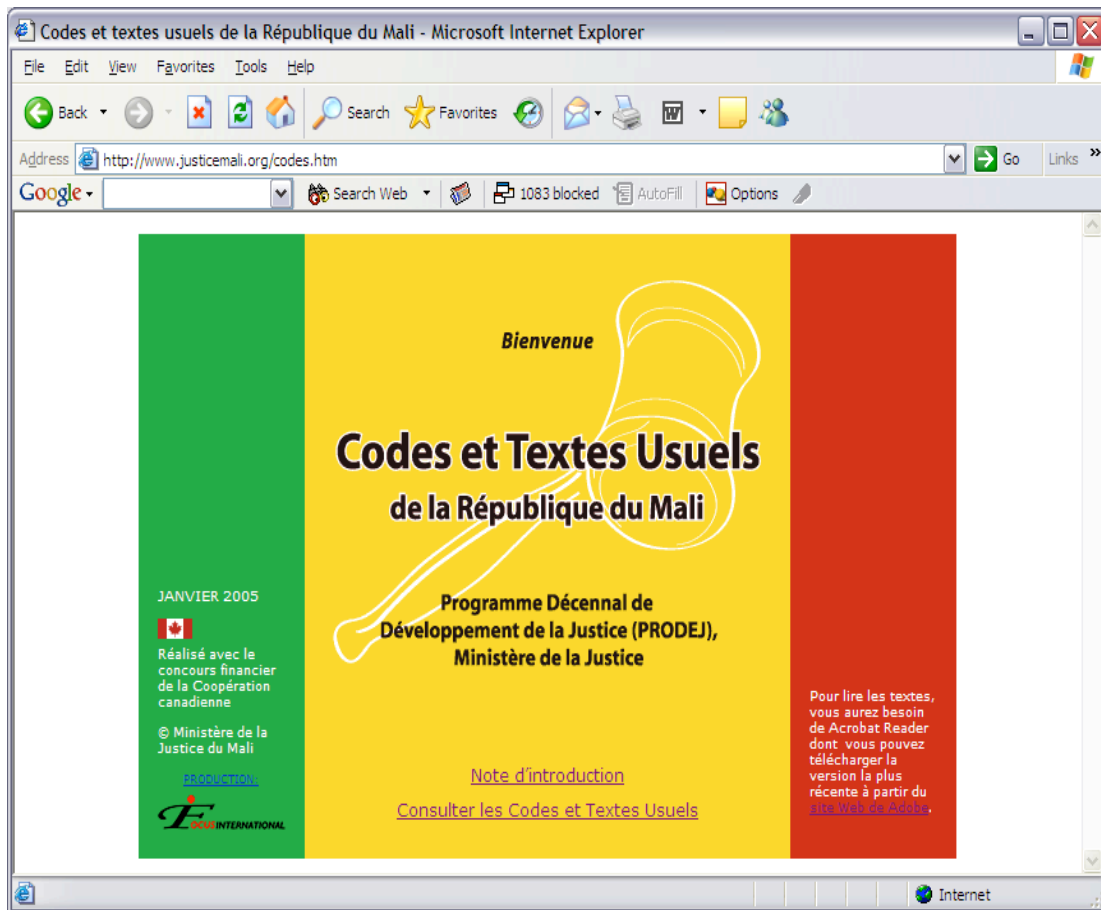 Codes et textes usuels de la République du Mali - Microsoft Internet Explorer
File Edit View Favorites Tools Help
Back Search Favorites
Address http://www.justicemali.org/codes.htm Go Links »
Google Search Web 1083 blocked AutoFill Options
Bienvenue
Codes et Textes Usuels
de la République du Mali
Programme Décennal de
Développement de la Justice (PRODEJ),
Ministère de la Justice
Note d'introduction
Consulter les Codes et Textes Usuels
JANVIER 2005
Réalisé avec le
concours financier
de la Coopération
canadienne
© Ministère de la
Justice du Mali
PRODUCTION:
FOCUS INTERNATIONAL
Pour lire les textes,
vous aurez besoin
de Acrobat Reader
dont vous pouvez
télécharger la
version la plus
récente à partir du
site Web de Adobe.
Internet